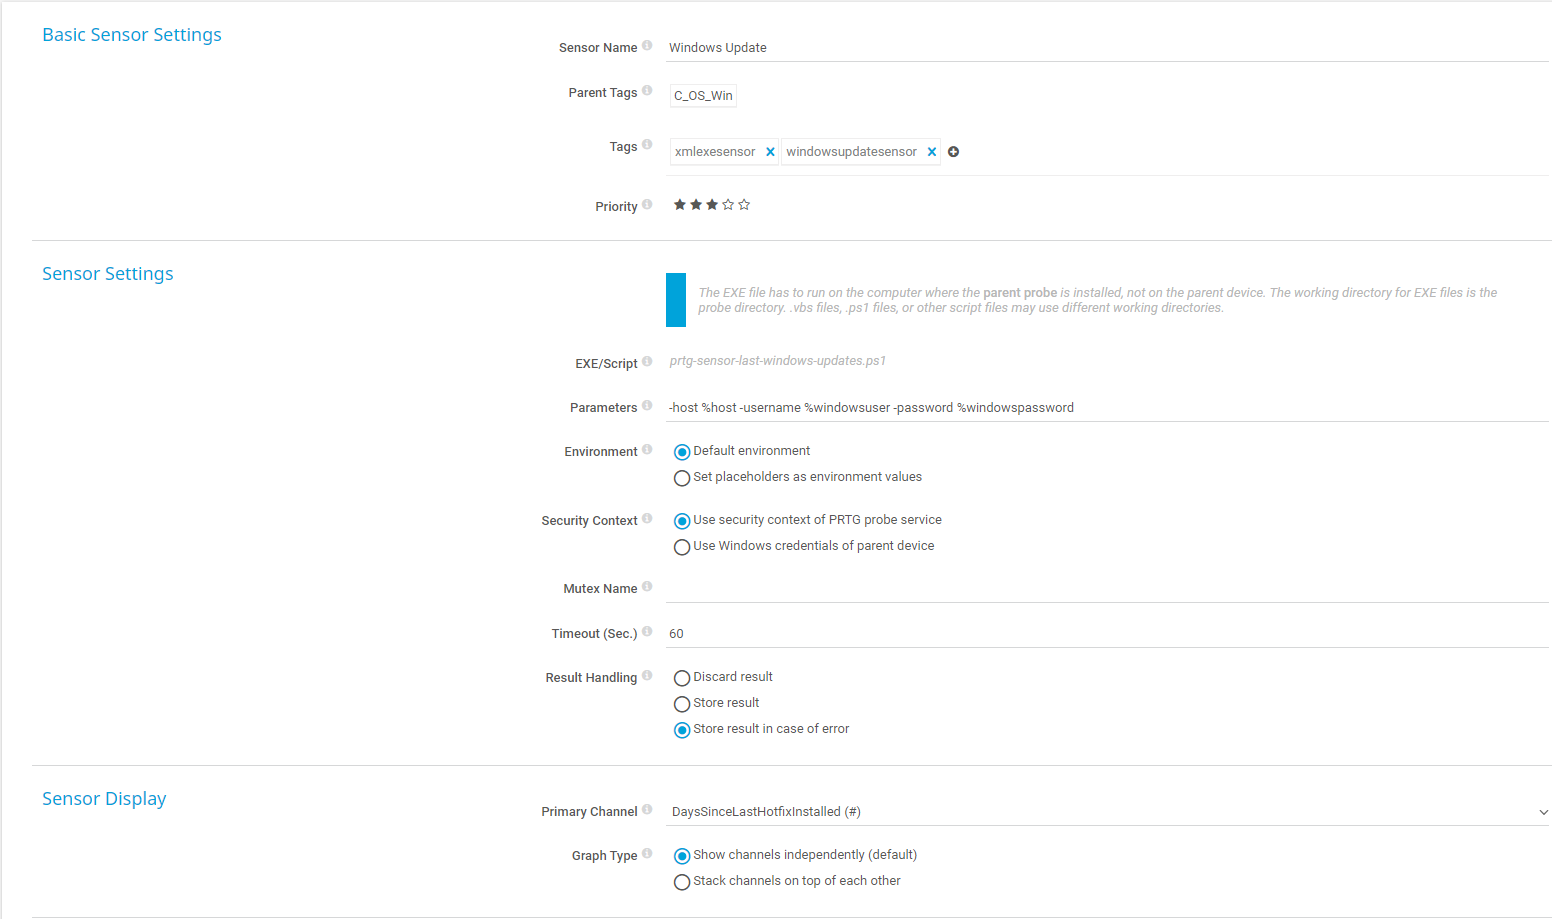 Basic Sensor Settings
Sensor Name
Windows Update
Parent Tags
C_OS_Win
Tags
xmlexesensor windowsupdatesensor
Priority
Sensor Settings
The EXE file has to run on the computer where the parent probe is installed, not on the parent device. The working directory for EXE files is the
probe directory. .vbs files, .ps1 files, or other script files may use different working directories.
EXE/Script
prtg-sensor-last-windows-updates.ps1
Parameters
-host %host -username %windowsuser -password %windowspassword
Environment
Default environment
Set placeholders as environment values
Security Context
Use security context of PRTG probe service
Use Windows credentials of parent device
Mutex Name
Timeout (Sec.)
60
Result Handling
Discard result
Store result
Store result in case of error
Sensor Display
Primary Channel
DaysSinceLastHotfixInstalled (#)
Graph Type
Show channels independently (default)
Stack channels on top of each other